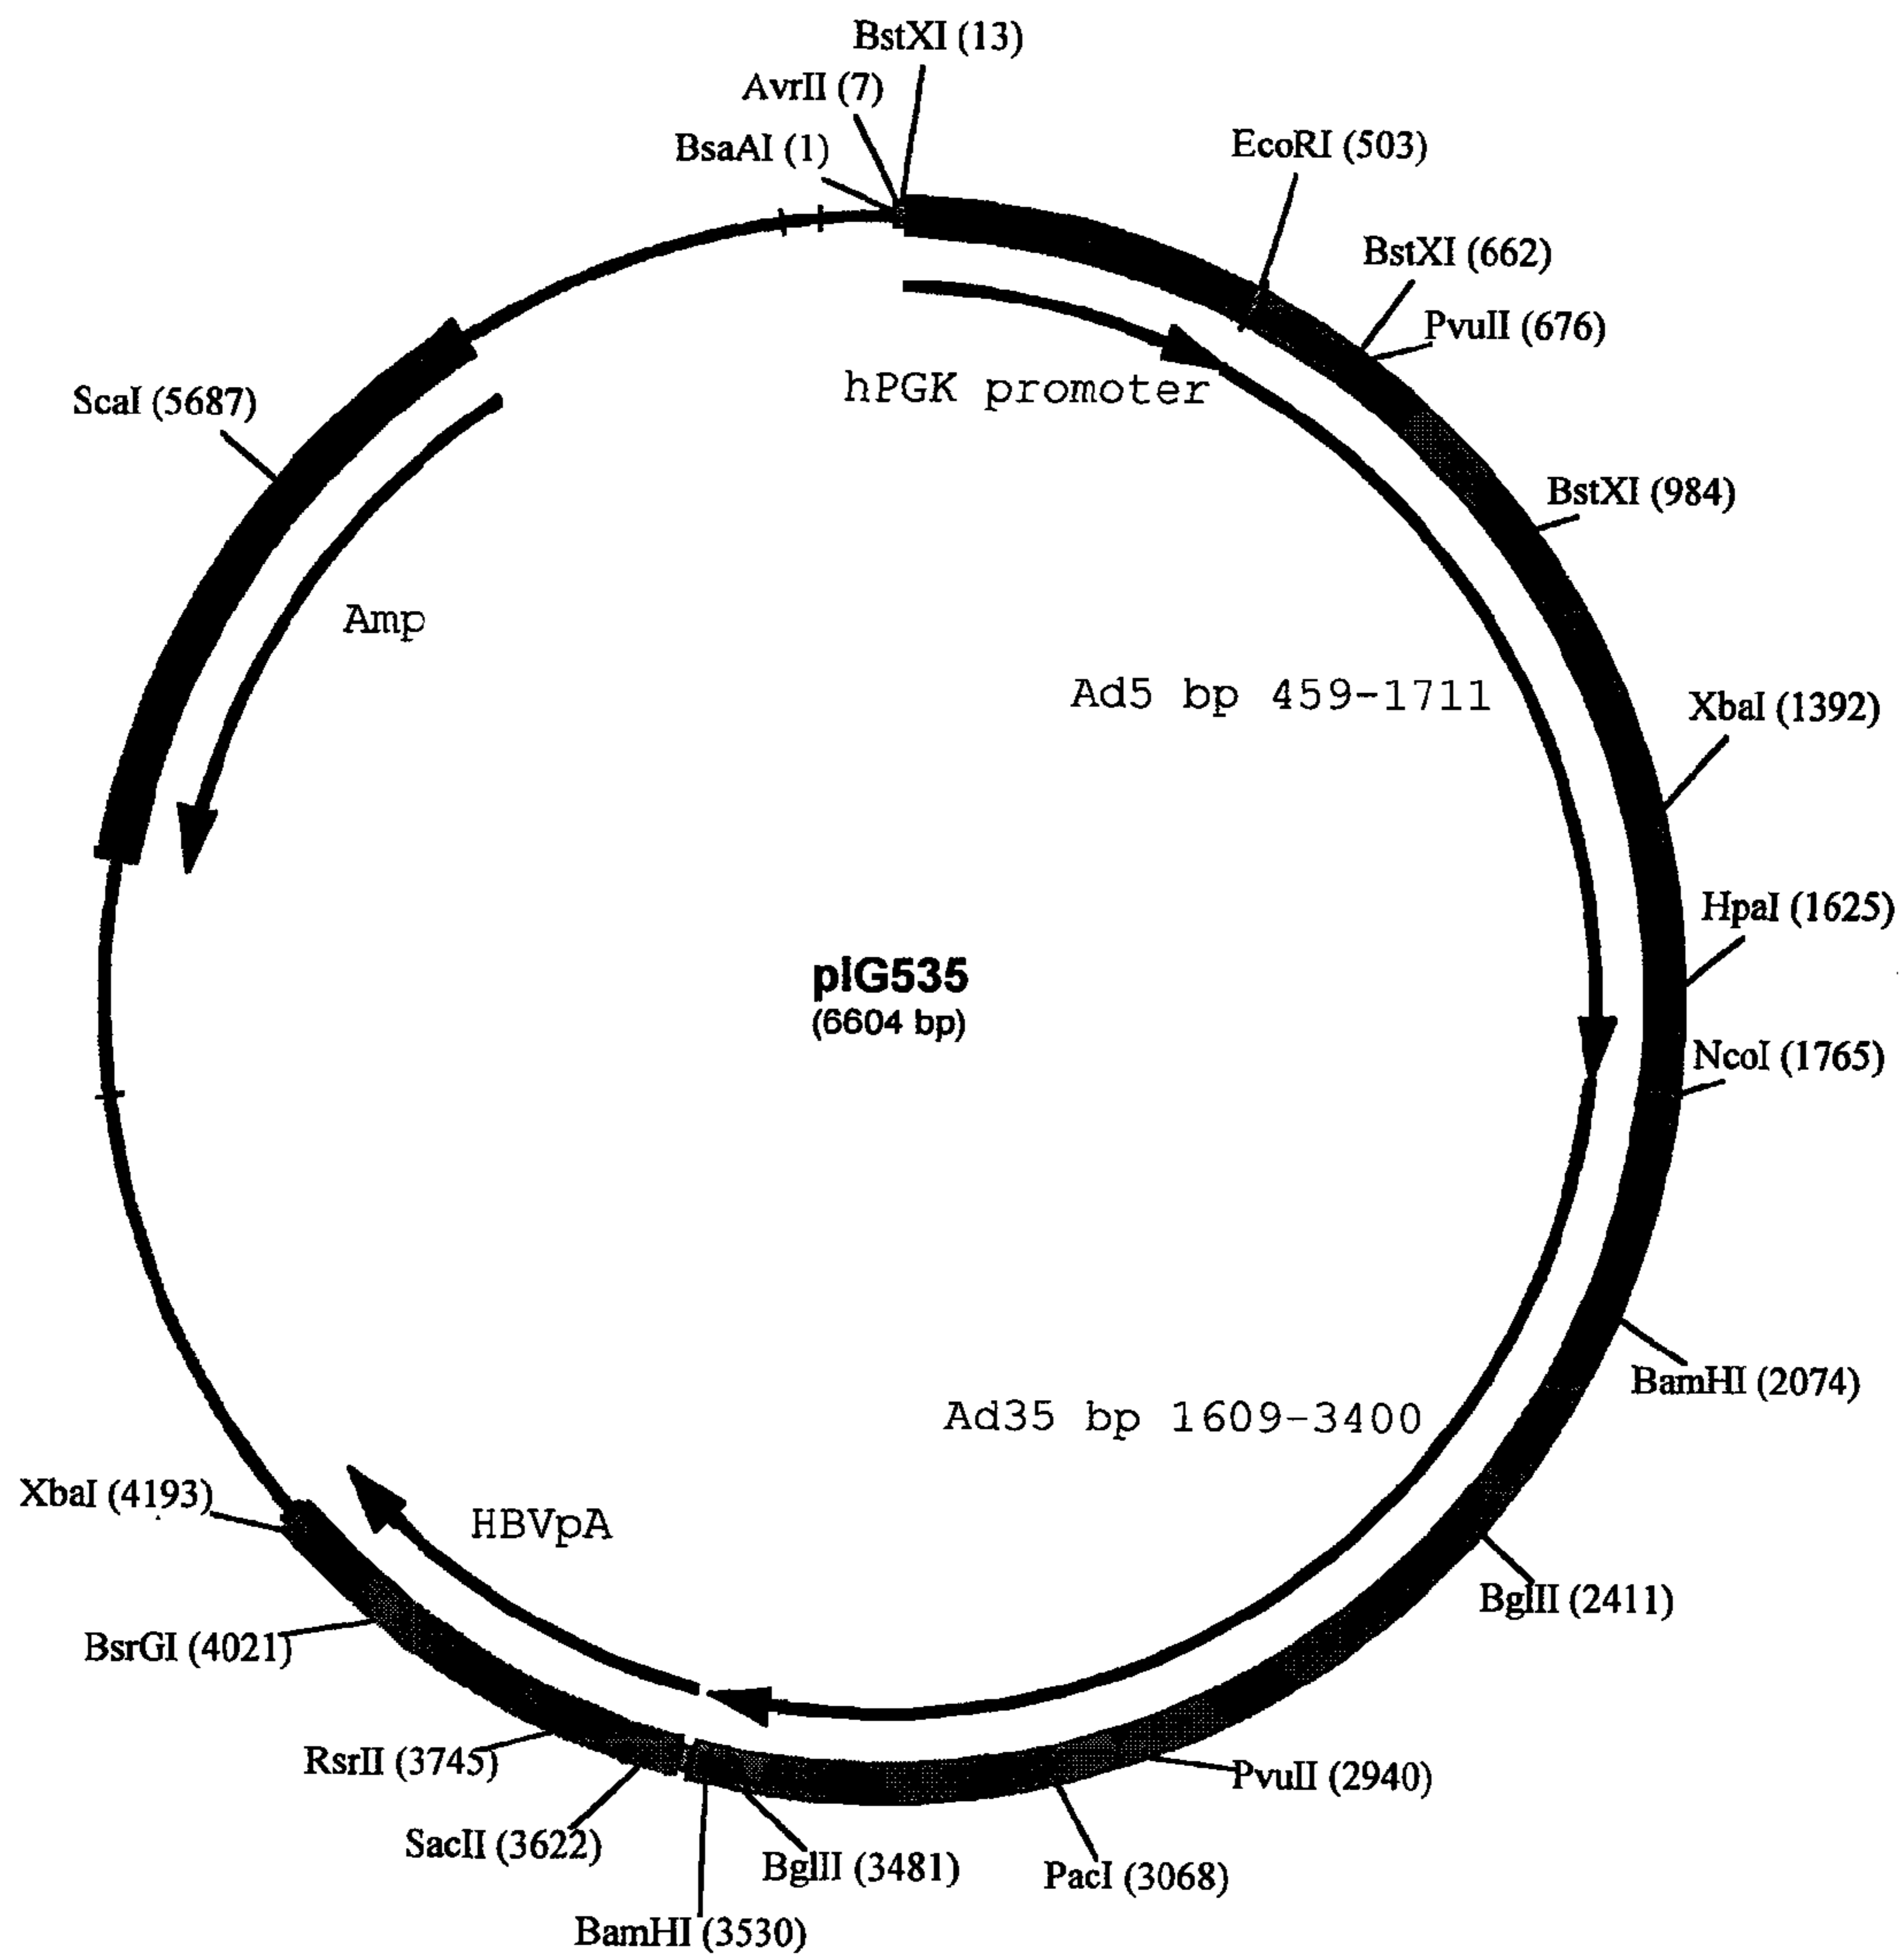 BstXI (13)
AvrII (7)
BsaAI (1)
EcoRI (503)
BstXI (662)
PvuII (676)
hPGK promoter
ScaI (5687)
BstXI (984)
Amp
Ad5 bp 459-1711
XbaI (1392)
HpaI (1625)
pIG535
(6604 bp)
NcoI (1765)
BamHI (2074)
Ad35 bp 1609-3400
XbaI (4193)
HBVpA
BglII (2411)
BsrGI (4021)
RsrII (3745)
PvuII (2940)
SacII (3622)
BglII (3481)
PacI (3068)
BamHI (3530)